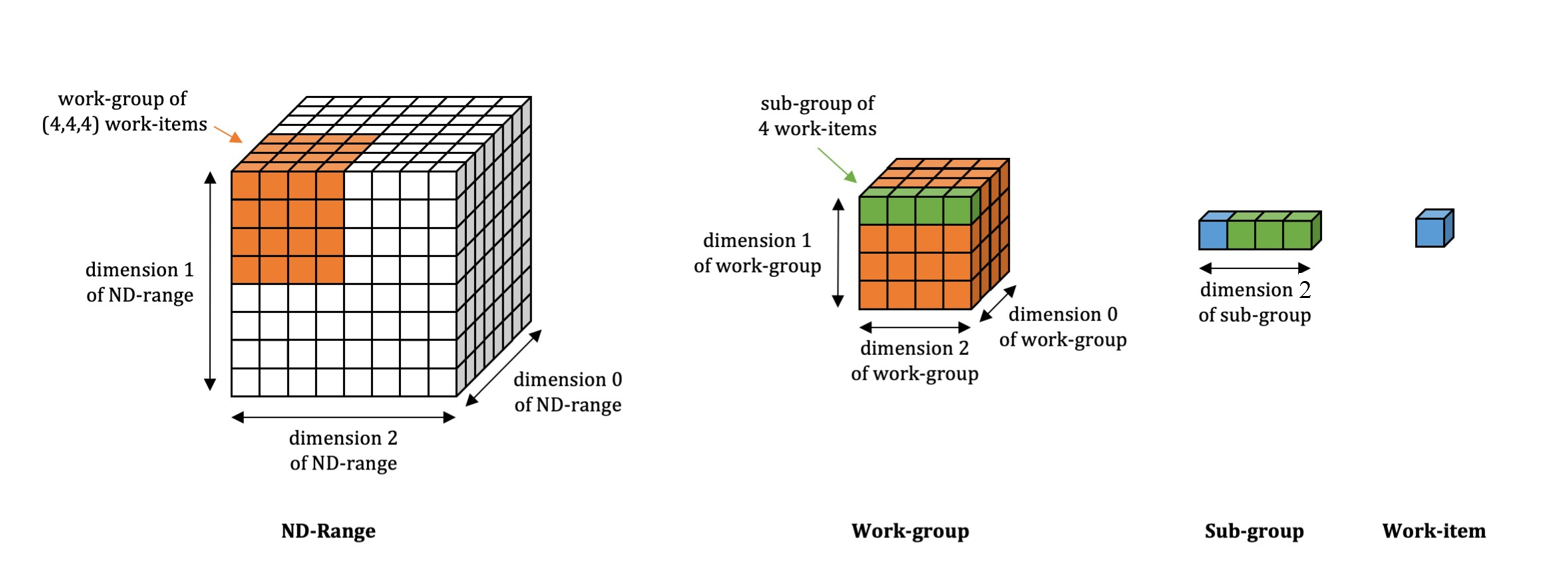 work-group of
(4,4,4) work-items
dimension 1
of ND-range
dimension 2
of ND-range
dimension 0
of ND-range
ND-Range
sub-group of
4 work-items
dimension 1
of work-group
dimension 2
of work-group
dimension 0
of work-group
Work-group
dimension 2
of sub-group
Sub-group
Work-item